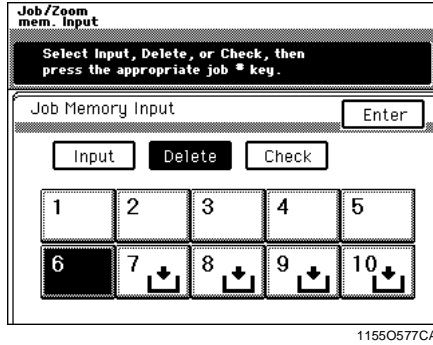 Job/Zoom
mem. Input
Select Input, Delete, or Check, then
press the appropriate job * key.
Job Memory Input
Enter
Input Delete Check
1 2 3 4 5
6 7 8 9 10
1155O577CA